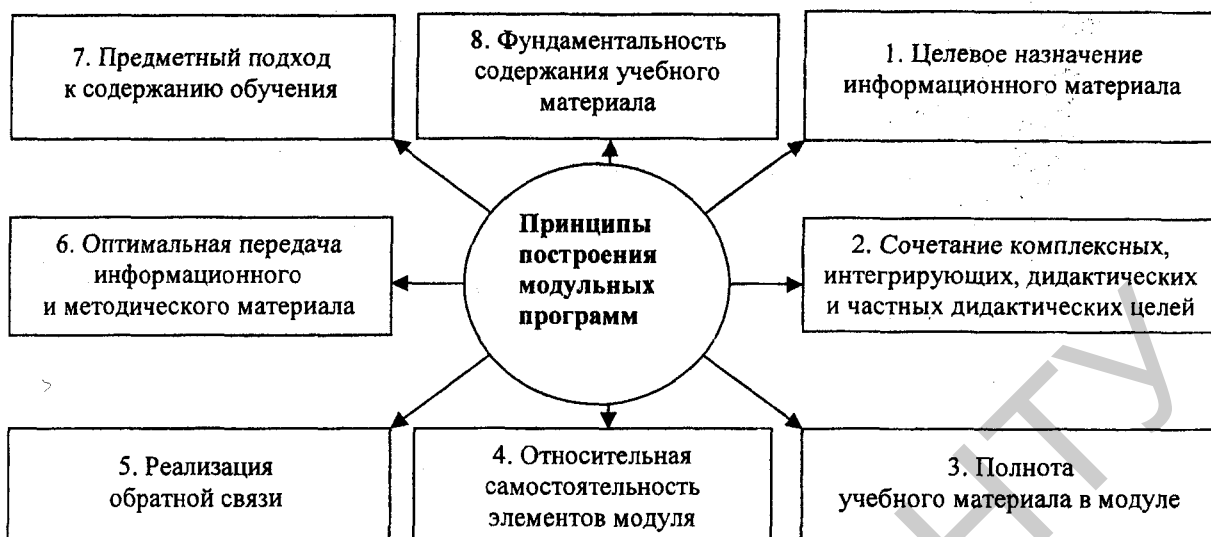 7. Предметный подход
к содержанию обучения
8. Фундаментальность
содержания учебного
материала
1. Целевое назначение
информационного материала
6. Оптимальная передача
информационного
и методического материала
Принципы
построения
модульных
программ
2. Сочетание комплексных,
интегрирующих, дидактических
и частных дидактических целей
5. Реализация
обратной связи
4. Относительная
самостоятельность
элементов модуля
3. Полнота
учебного материала в модуле
НТУ